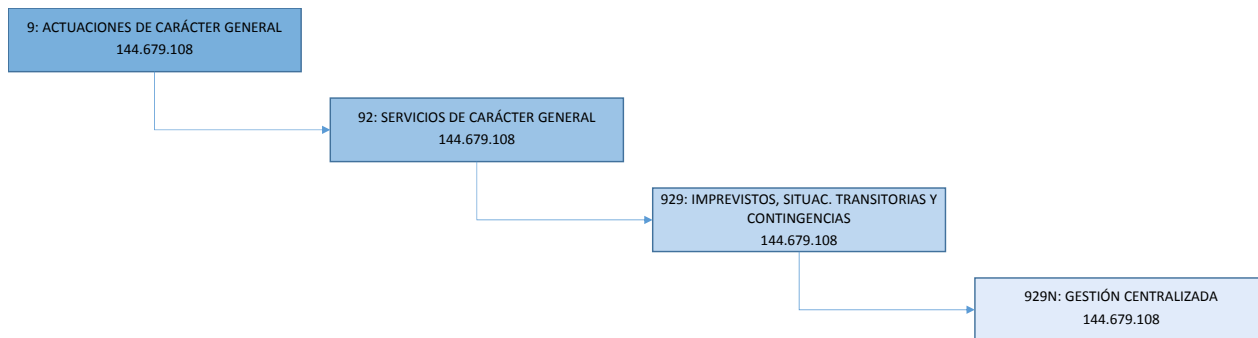 9: ACTUACIONES DE CARÁCTER GENERAL
144.679.108
92: SERVICIOS DE CARÁCTER GENERAL
144.679.108
929: IMPREVISTOS, SITUAC. TRANSITORIAS Y
CONTINGENCIAS
144.679.108
929N: GESTIÓN CENTRALIZADA
144.679.108